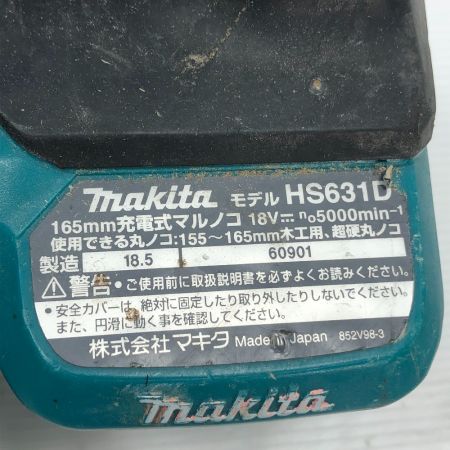 makita モデル HS631D
165mm充電式マルノコ 18V⎓ n₀5000min⁻¹
使用できる丸ノコ:155～165mm木工用、超硬丸ノコ
製造 18.5 60901
⚠警告 ●ご使用前に取扱説明書を必ずよくお読みください。
●安全カバーは、絶対に固定したり取り外したりしないでください。
また、円滑に動く事を確認してください。
株式会社マキタ Made in Japan 852V98-3
makita